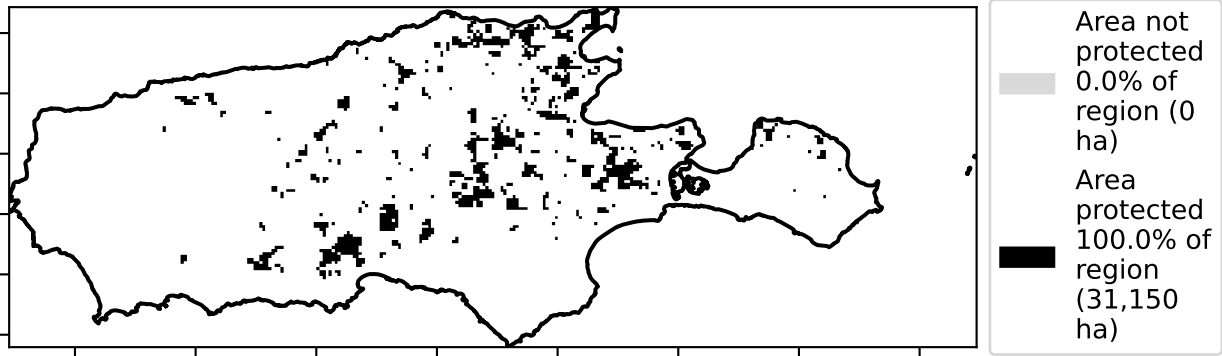 Area not
protected
0.0% of
region (0
ha)
Area
protected
100.0% of
region
(31,150
ha)